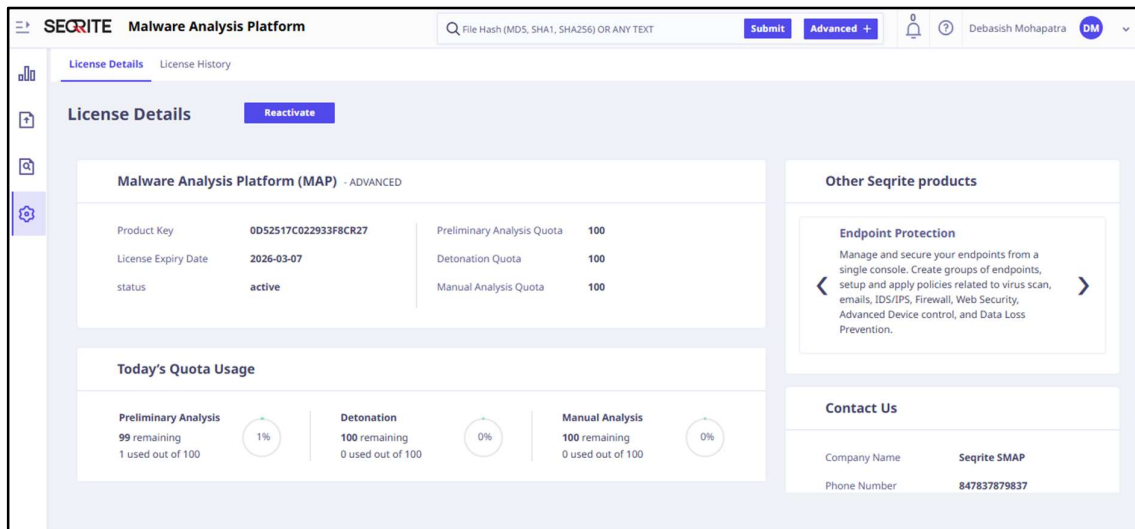 SEQRITE Malware Analysis Platform
File Hash (MD5, SHA1, SHA256) OR ANY TEXT
Submit
Advanced +
0
?
Debasish Mohapatra
DM
License Details
License History
License Details
Reactivate
Malware Analysis Platform (MAP) - ADVANCED
Product Key 0D52517C022933F8CR27
License Expiry Date 2026-03-07
status active
Preliminary Analysis Quota 100
Detonation Quota 100
Manual Analysis Quota 100
Today's Quota Usage
Preliminary Analysis
99 remaining
1 used out of 100
1%
Detonation
100 remaining
0 used out of 100
0%
Manual Analysis
100 remaining
0 used out of 100
0%
Other Seqrite products
Endpoint Protection
Manage and secure your endpoints from a
single console. Create groups of endpoints,
setup and apply policies related to virus scan,
emails, IDS/IPS, Firewall, Web Security,
Advanced Device control, and Data Loss
Prevention.
Contact Us
Company Name Seqrite SMAP
Phone Number 847837879837